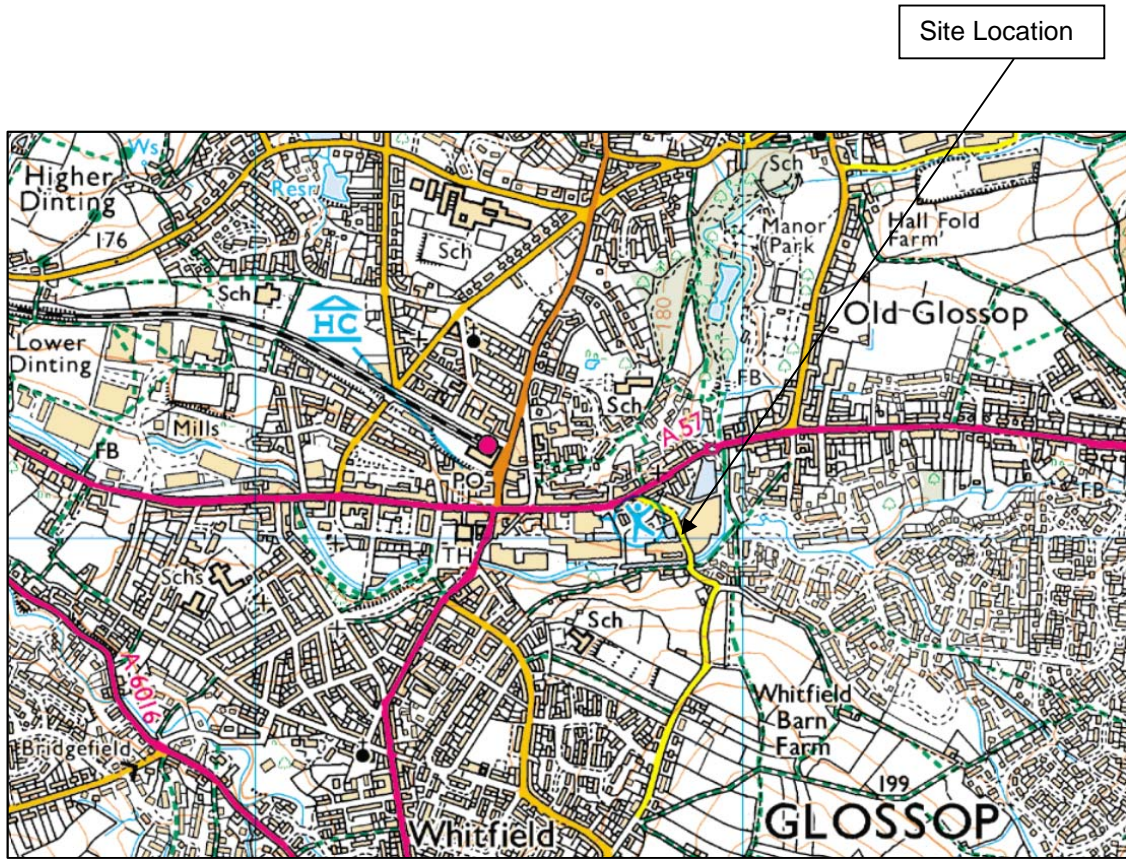 Site Location
Ws
Higher
Dinting
176
Resr
Sch
Sch
Manor
Park
Hall Fold
Farm
Sch
HC
180
Old Glossop
Lower
Dinting
Mills
FB
Sch
FB
A 57
PO
FB
TH
Schs
Sch
A 6016
Bridgefield
Whitfield
Barn
Farm
199
GLOSSOP
Whitfield